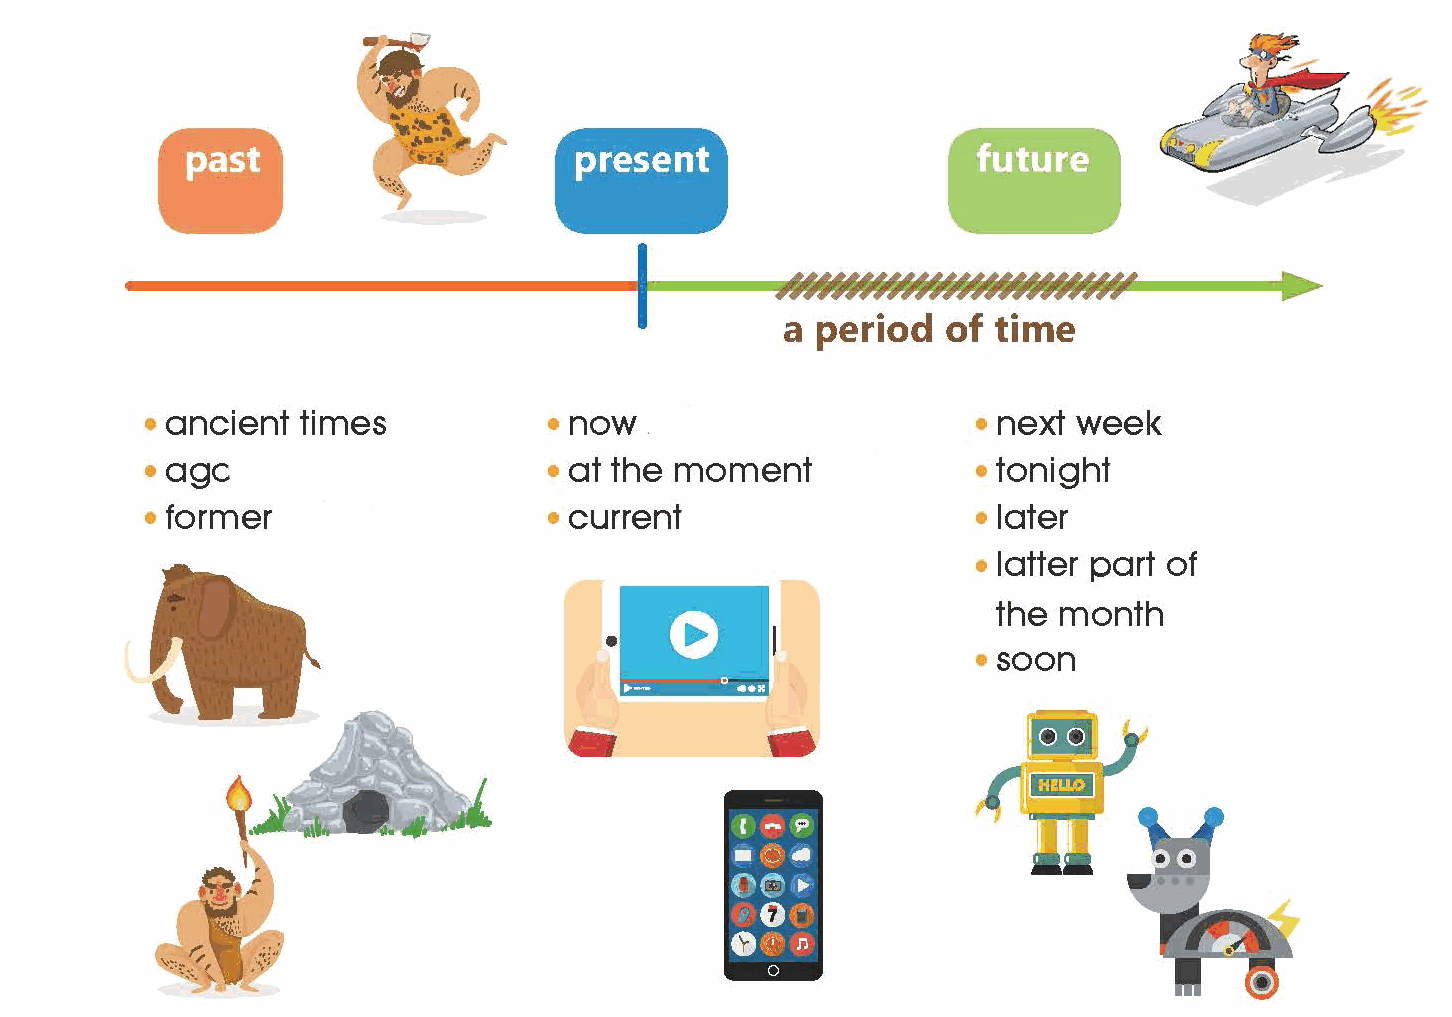 past
present
future
a period of time
• ancient times
• agc
• former
• now
• at the moment
• current
• next week
• tonight
• later
• latter part of
the month
• soon
HELLO
7